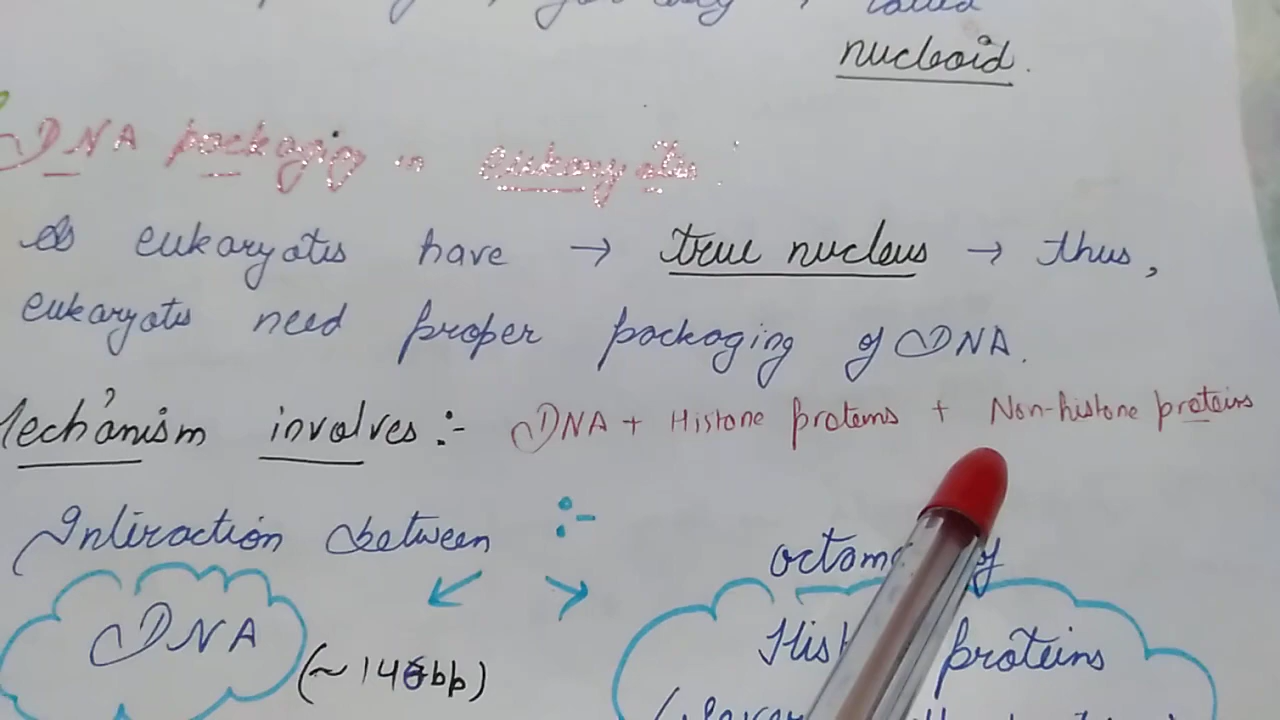 called
nucleoid.
DNA packaging in eukaryotes :
As eukaryotes have → true nucleus → thus,
eukaryotes need proper packaging of DNA.
Mechanism involves :- DNA + Histone proteins + Non-histone proteins
Interaction between :-
of
DNA (~146bp)
proteins